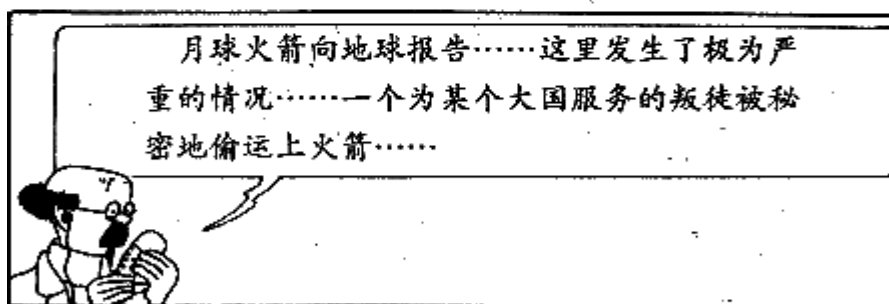 月球火箭向地球报告……这里发生了极为严
重的情况……一个为某个大国服务的叛徒被秘
密地偷运上火箭……